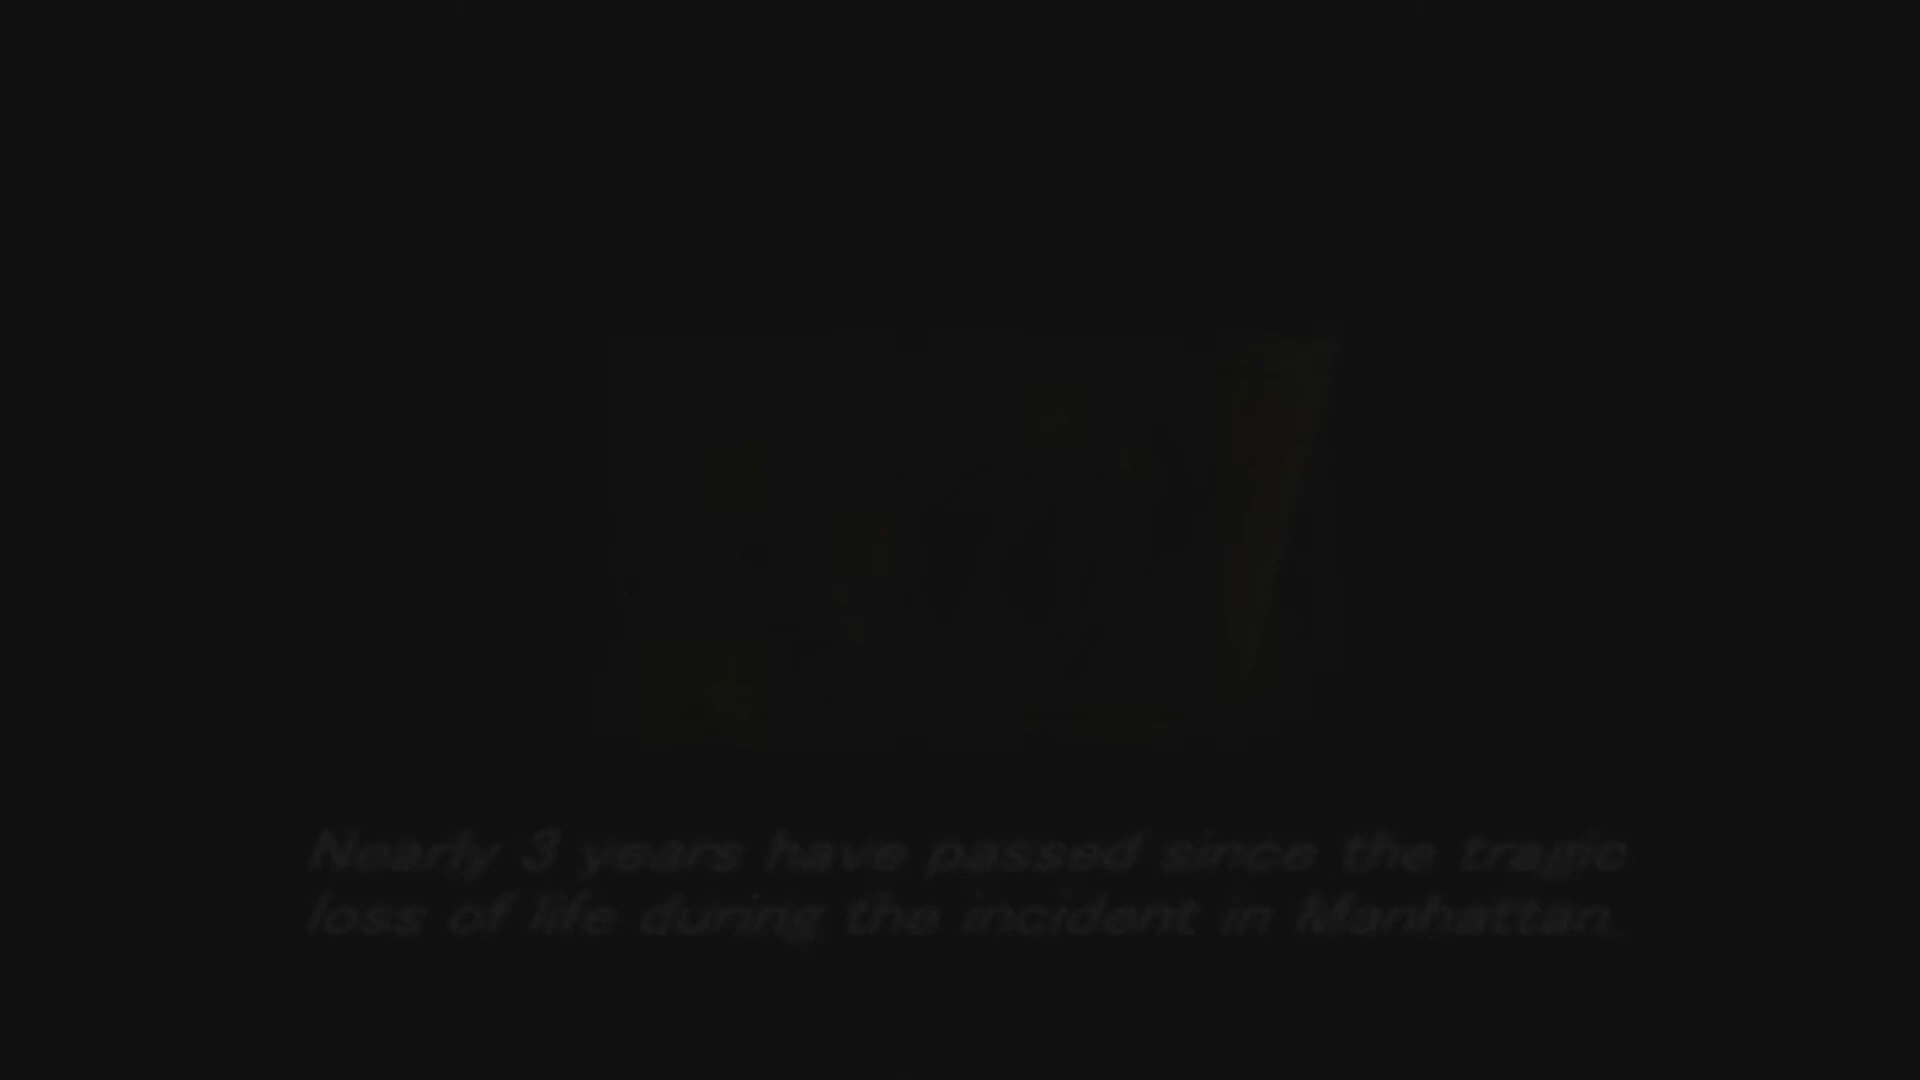 Nearly 3 years have passed since the tragic
loss of life during the incident in Manhattan.